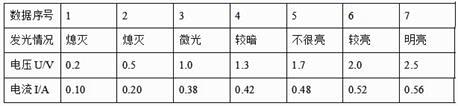 数据序号 1 2 3 4 5 6 7
发光情况 熄灭 熄灭 微光 较暗 不很亮 较亮 明亮
电压U/V 0.2 0.5 1.0 1.3 1.7 2.0 2.5
电流I/A 0.10 0.20 0.38 0.42 0.48 0.52 0.56